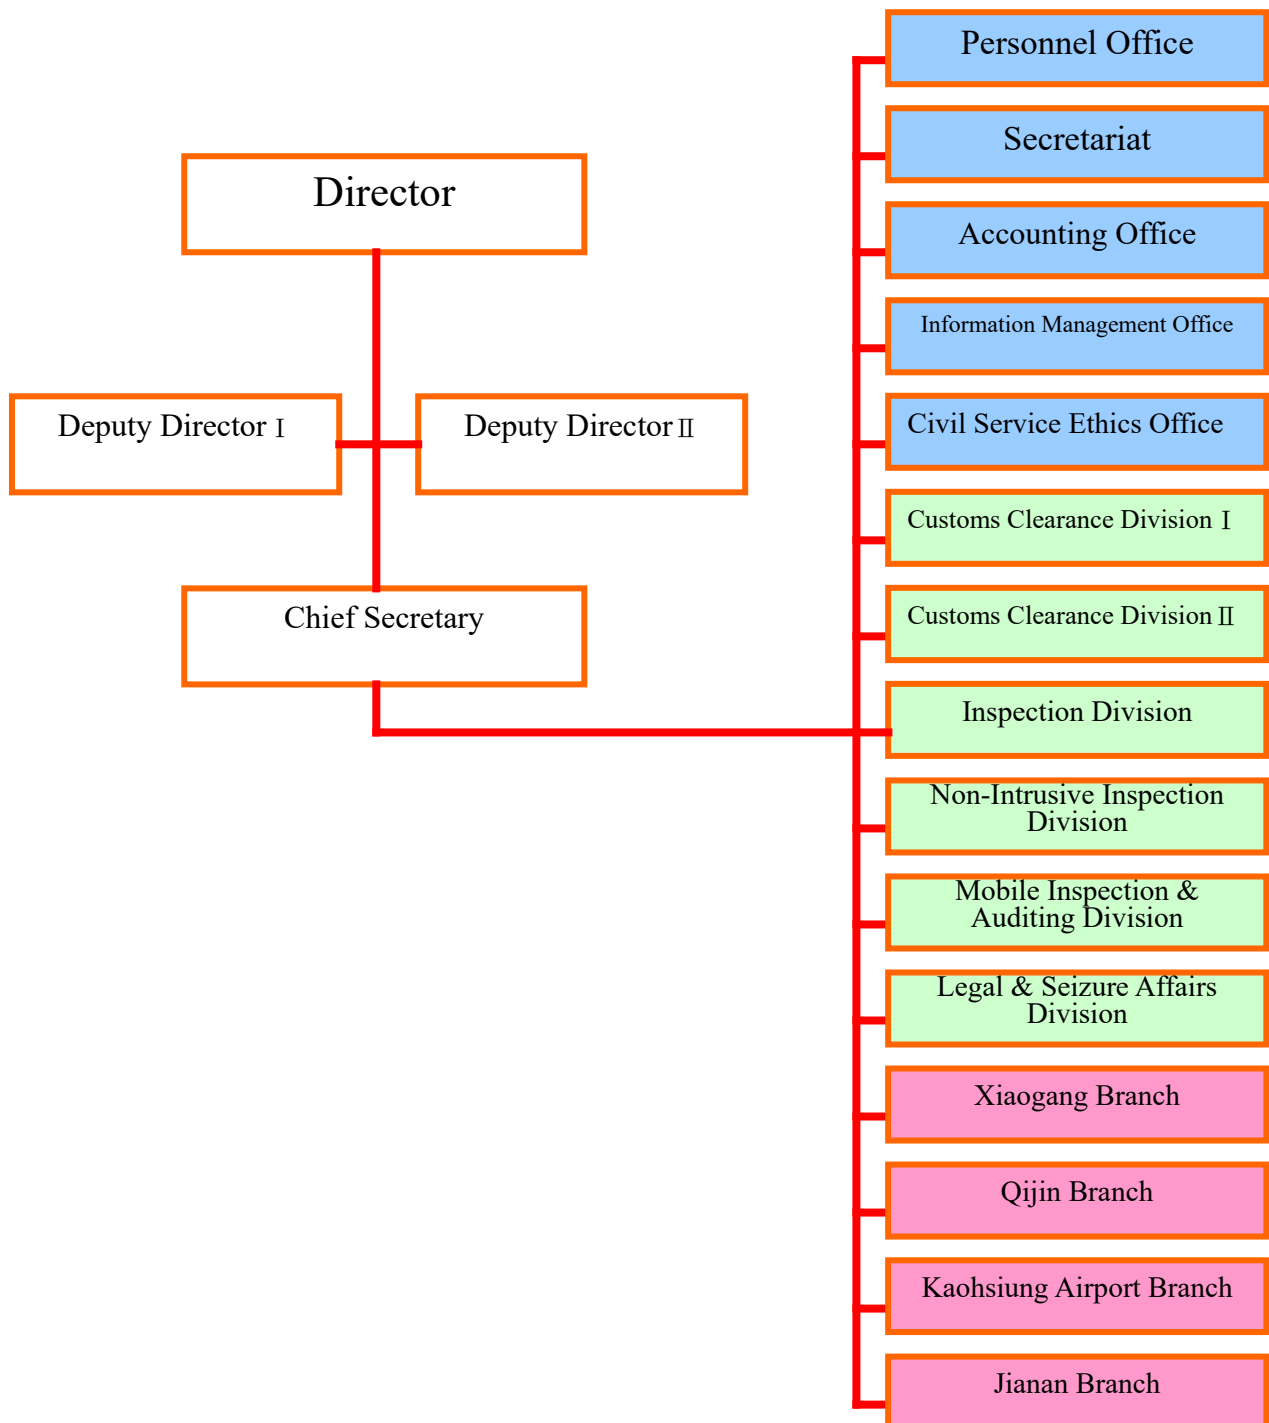 Director
Deputy Director Ⅰ
Deputy Director Ⅱ
Chief Secretary
Personnel Office
Secretariat
Accounting Office
Information Management Office
Civil Service Ethics Office
Customs Clearance Division Ⅰ
Customs Clearance Division Ⅱ
Inspection Division
Non-Intrusive Inspection
Division
Mobile Inspection &
Auditing Division
Legal & Seizure Affairs
Division
Xiaogang Branch
Qijin Branch
Kaohsiung Airport Branch
Jianan Branch